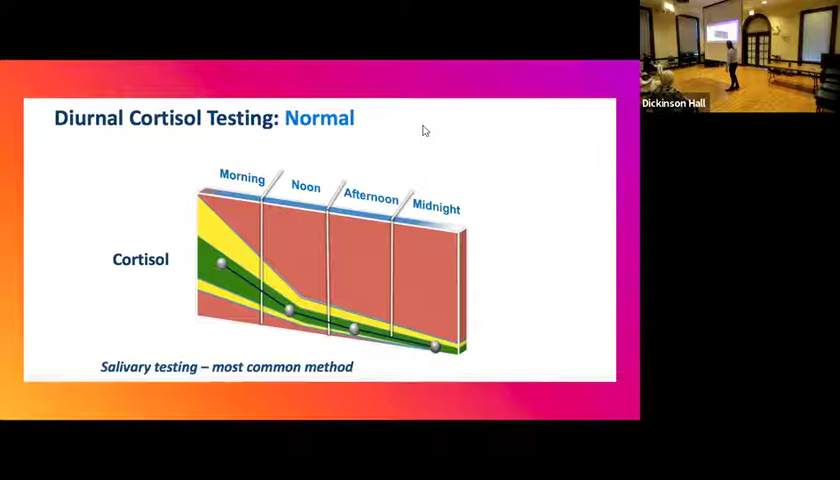 Diurnal Cortisol Testing: Normal
Morning
Noon
Afternoon
Midnight
Cortisol
Salivary testing – most common method
Dickinson Hall